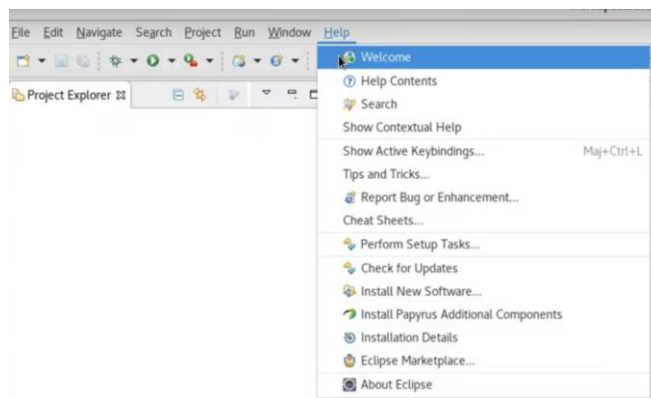 File Edit Navigate Search Project Run Window Help
Project Explorer
Welcome
Help Contents
Search
Show Contextual Help
Show Active Keybindings... Maj+Ctrl+L
Tips and Tricks...
Report Bug or Enhancement...
Cheat Sheets...
Perform Setup Tasks...
Check for Updates
Install New Software...
Install Papyrus Additional Components
Installation Details
Eclipse Marketplace...
About Eclipse